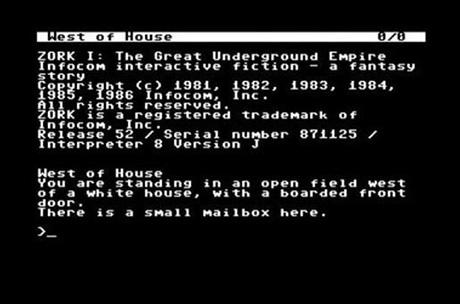 West of House 0/0
ZORK I: The Great Underground Empire
Infocom interactive fiction - a fantasy
story
Copyright (c) 1981, 1982, 1983, 1984,
1985, 1986 Infocom, Inc.
All rights reserved.
ZORK is a registered trademark of
Infocom, Inc.
Release 52 / Serial number 871125 /
Interpreter 8 Version J
West of House
You are standing in an open field west
of a white house, with a boarded front
door.
There is a small mailbox here.
>_